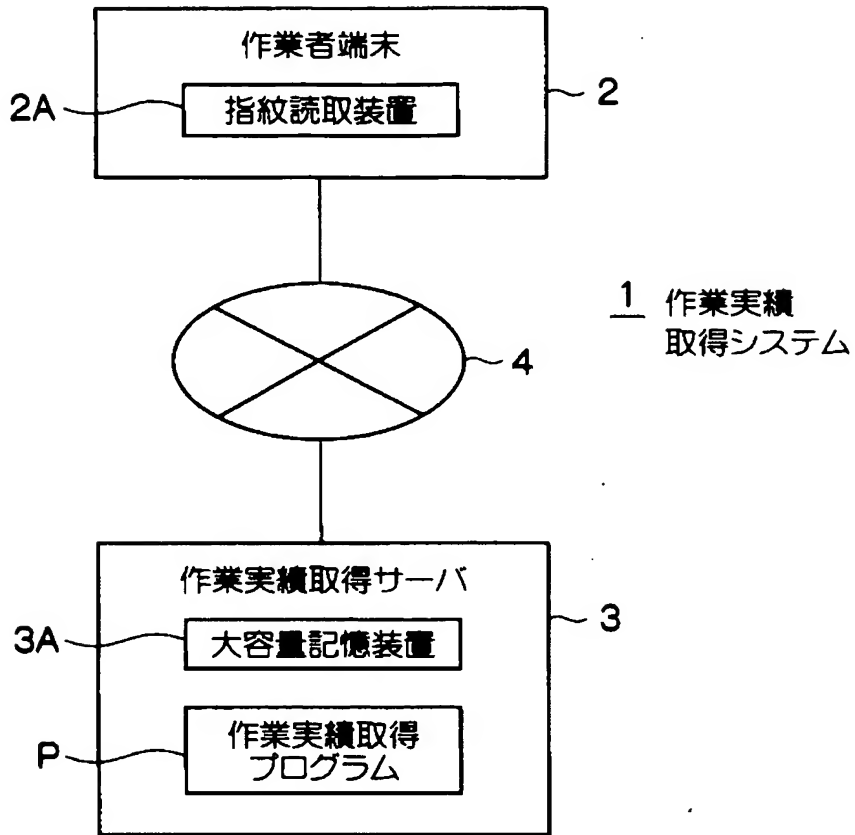 作業者端末
2A
指紋読取装置
2
1 作業実績
取得システム
4
作業実績取得サーバ
3A
大容量記憶装置
3
P
作業実績取得
プログラム